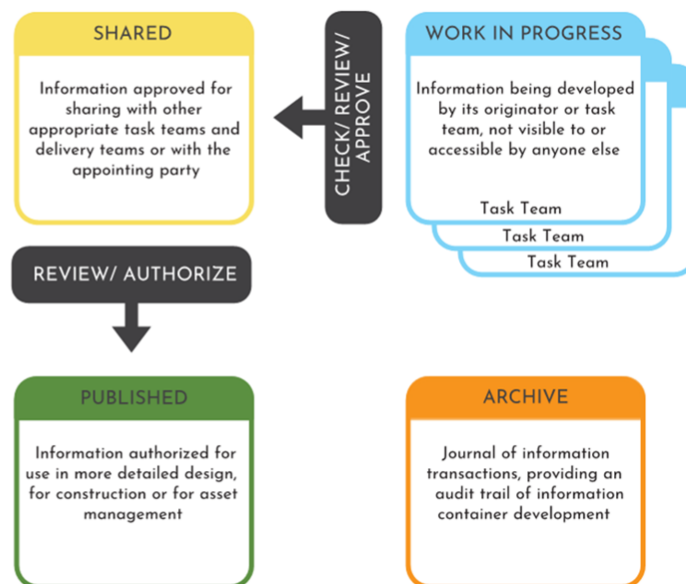 SHARED
Information approved for
sharing with other
appropriate task teams and
delivery teams or with the
appointing party
CHECK/ REVIEW/
APPROVE
WORK IN PROGRESS
Information being developed
by its originator or task
team, not visible to or
accessible by anyone else
Task Team
Task Team
Task Team
REVIEW/ AUTHORIZE
PUBLISHED
Information authorized for
use in more detailed design,
for construction or for asset
management
ARCHIVE
Journal of information
transactions, providing an
audit trail of information
container development